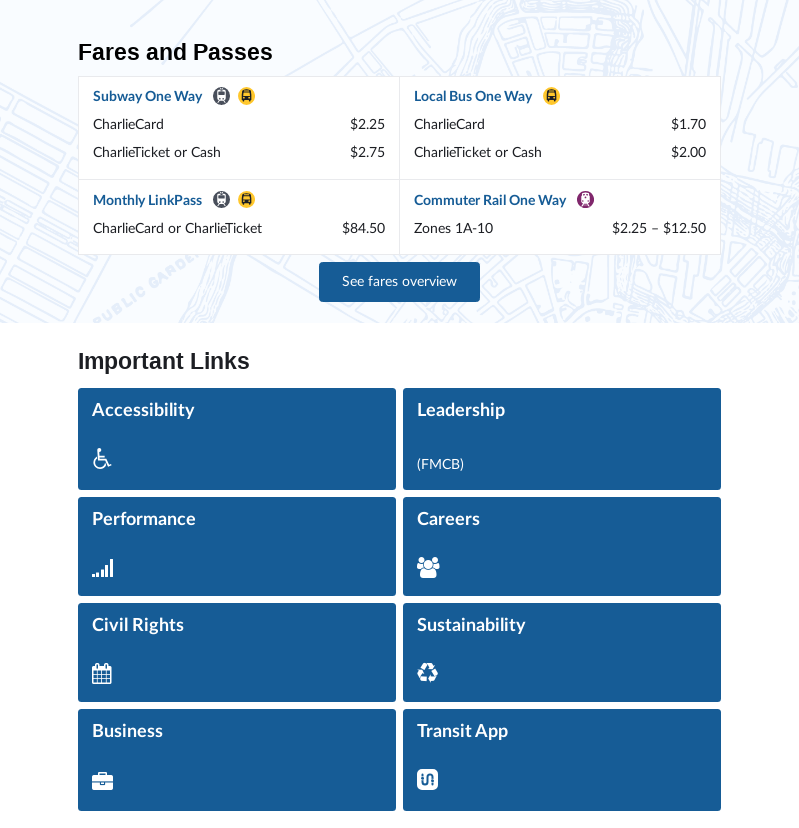 Fares and Passes
Subway One Way
CharlieCard $2.25
CharlieTicket or Cash $2.75
Local Bus One Way
CharlieCard $1.70
CharlieTicket or Cash $2.00
Monthly LinkPass
CharlieCard or CharlieTicket $84.50
Commuter Rail One Way
Zones 1A-10 $2.25 – $12.50
PUBLIC GARDE
See fares overview
Important Links
Accessibility
Leadership
(FMCB)
Performance
Careers
Civil Rights
Sustainability
Business
Transit App